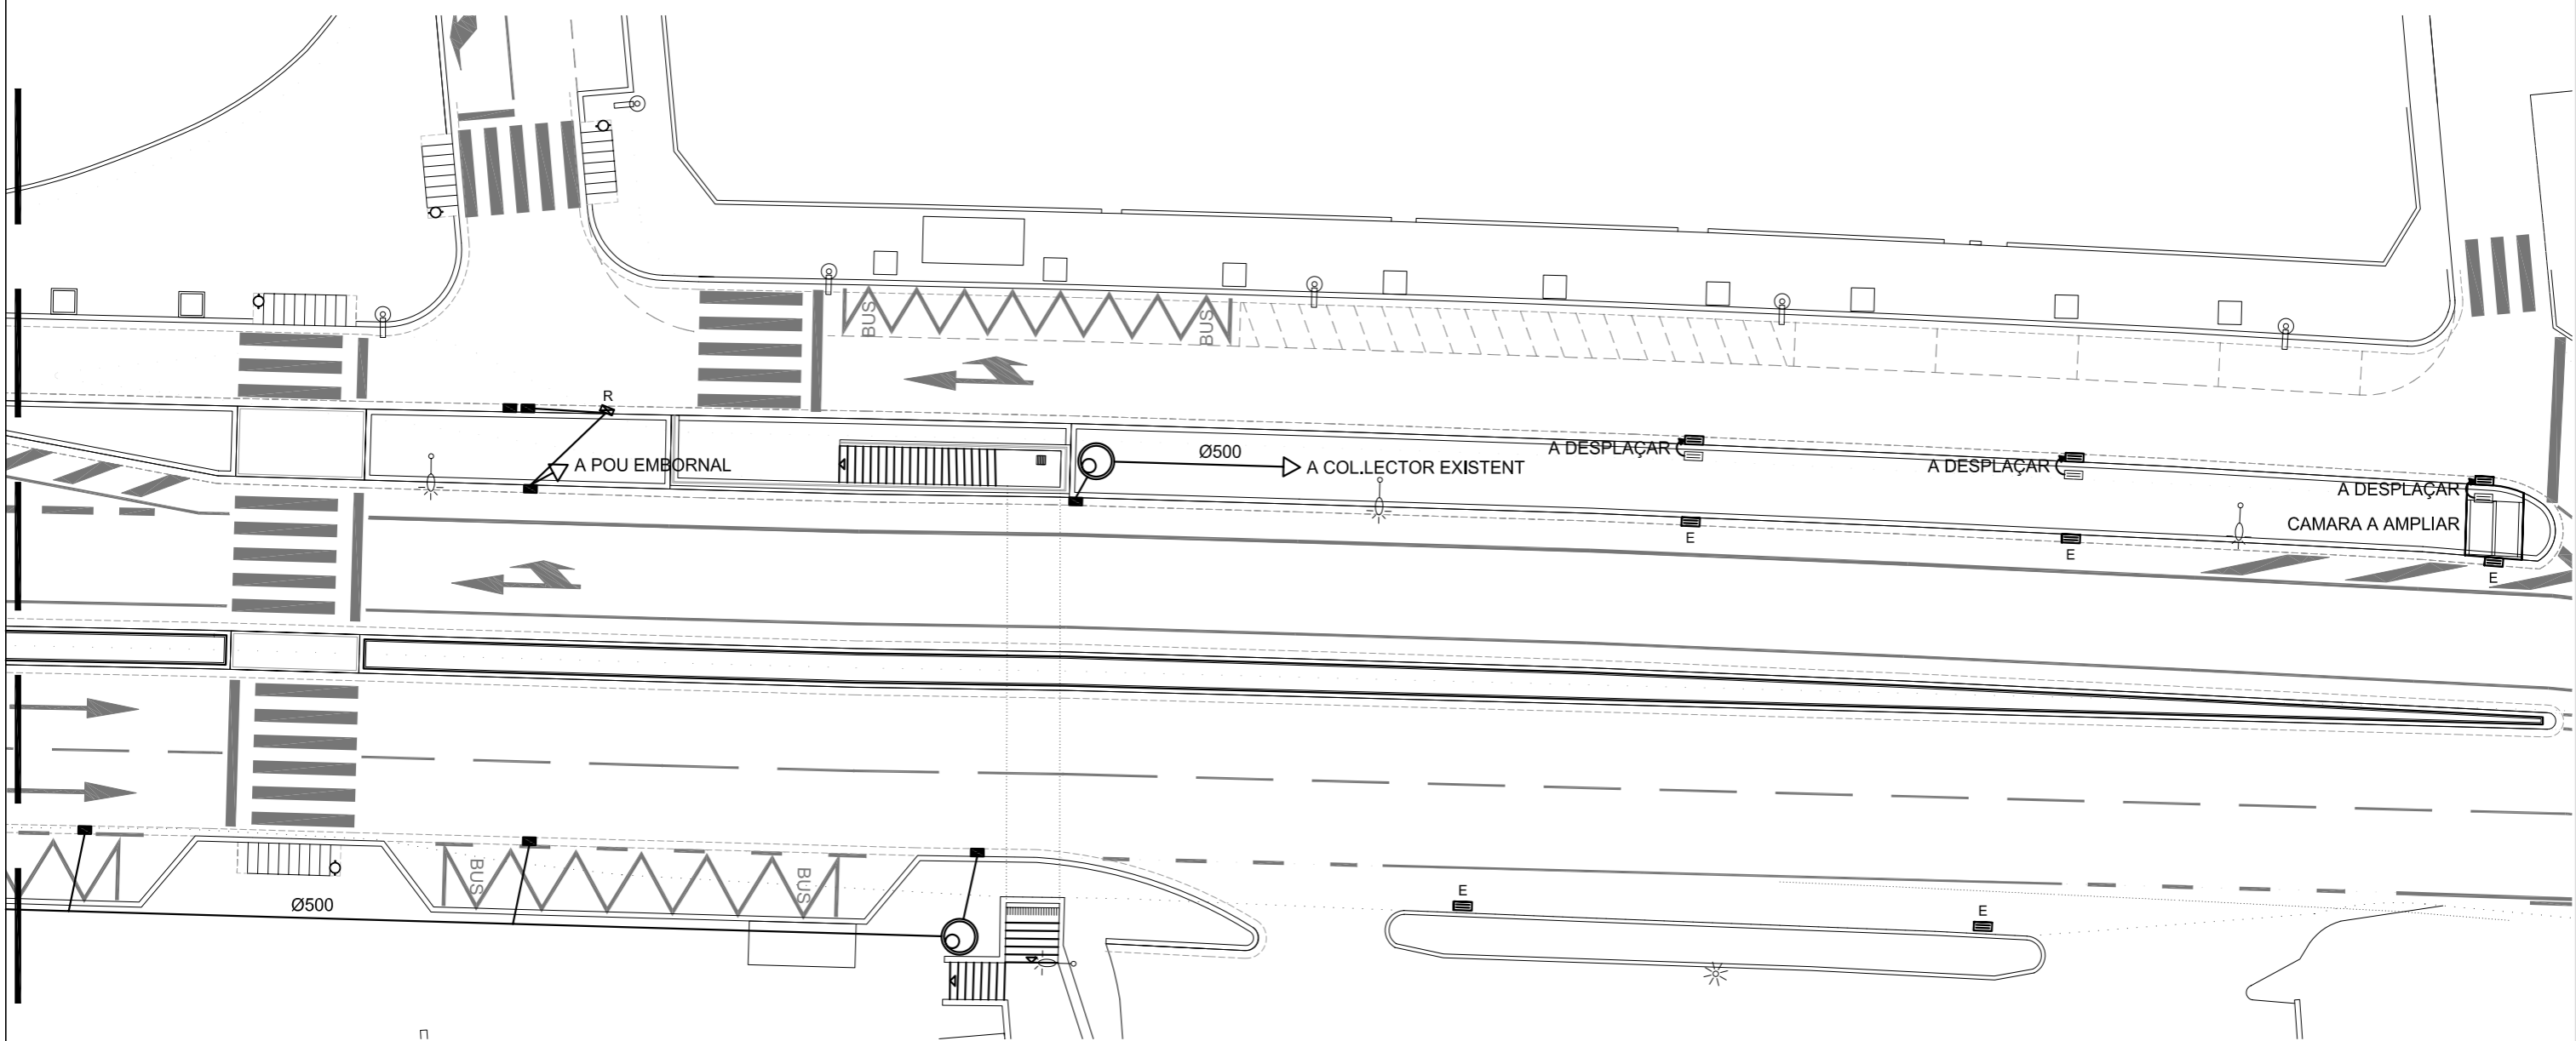 BUS
BUS
R
A POU EMBORNAL
Ø500
A COL.LECTOR EXISTENT
A DESPLAÇAR
A DESPLAÇAR
A DESPLAÇAR
CAMARA A AMPLIAR
E
E
E
BUS
BUS
Ø500
E
E